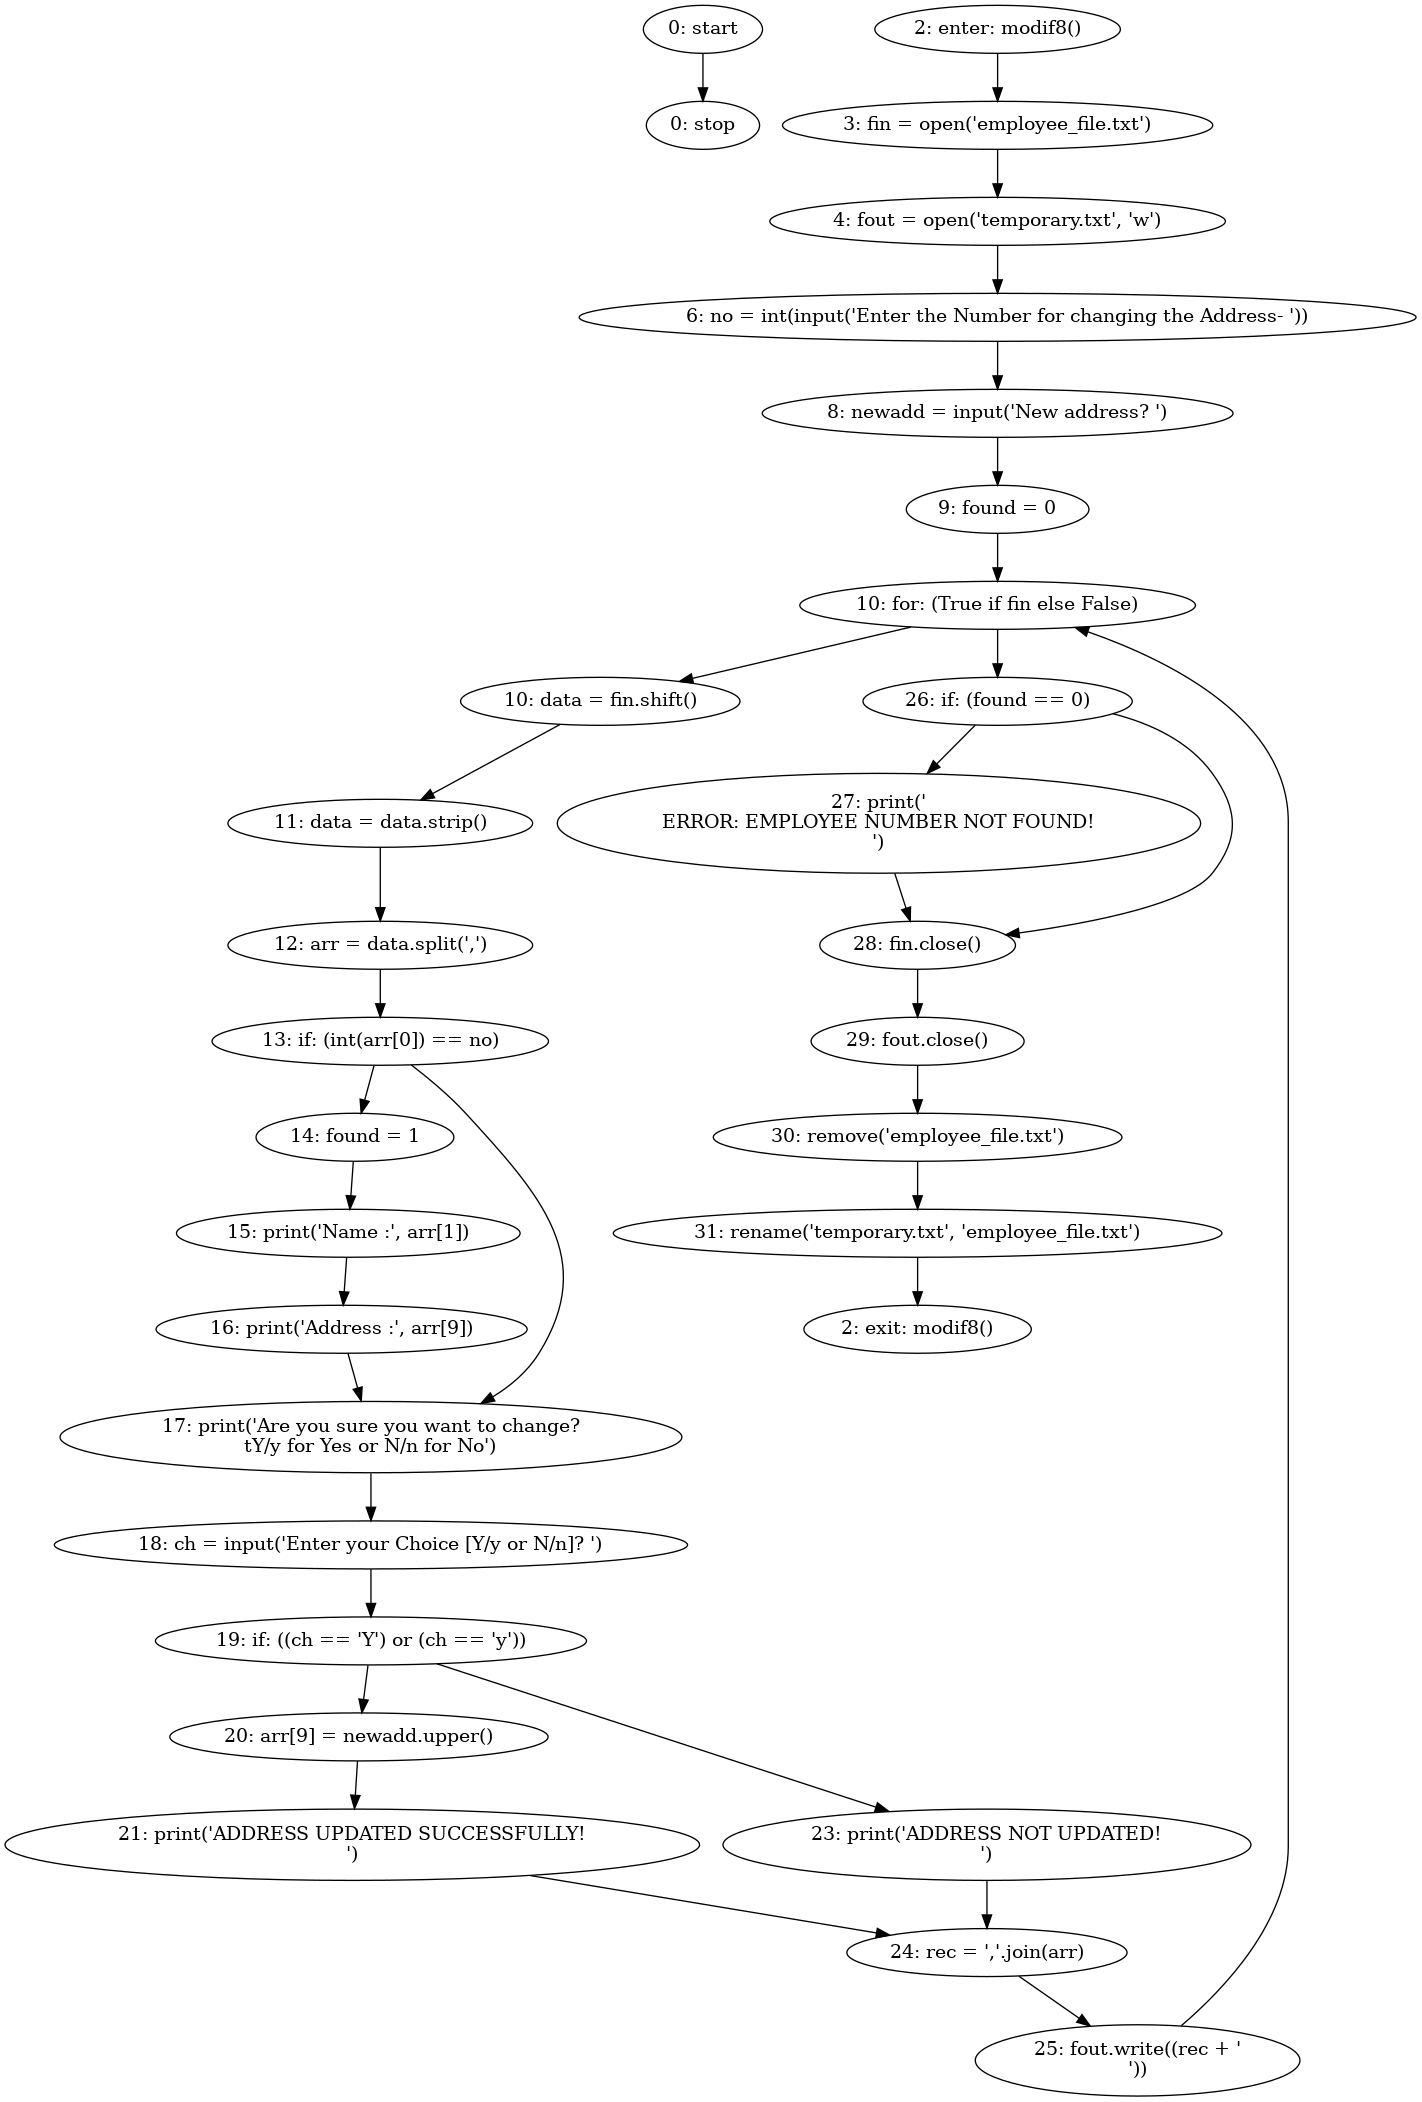 0: start
0: stop
2: enter: modif8()
3: fin = open('employee_file.txt')
4: fout = open('temporary.txt', 'w')
6: no = int(input('Enter the Number for changing the Address- '))
8: newadd = input('New address? ')
9: found = 0
10: for: (True if fin else False)
10: data = fin.shift()
11: data = data.strip()
12: arr = data.split(',')
13: if: (int(arr[0]) == no)
14: found = 1
15: print('Name :', arr[1])
16: print('Address :', arr[9])
17: print('Are you sure you want to change?
tY/y for Yes or N/n for No')
18: ch = input('Enter your Choice [Y/y or N/n]? ')
19: if: ((ch == 'Y') or (ch == 'y'))
20: arr[9] = newadd.upper()
21: print('ADDRESS UPDATED SUCCESSFULLY!
')
23: print('ADDRESS NOT UPDATED!
')
24: rec = ','.join(arr)
25: fout.write((rec + '
'))
26: if: (found == 0)
27: print('
ERROR: EMPLOYEE NUMBER NOT FOUND!
')
28: fin.close()
29: fout.close()
30: remove('employee_file.txt')
31: rename('temporary.txt', 'employee_file.txt')
2: exit: modif8()